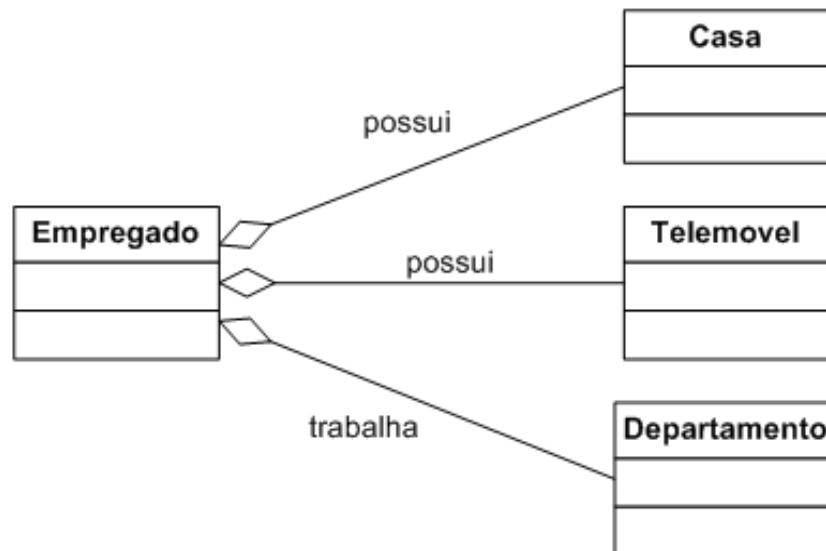 Casa
possui
Empregado
Telemovel
possui
trabalha
Departamento